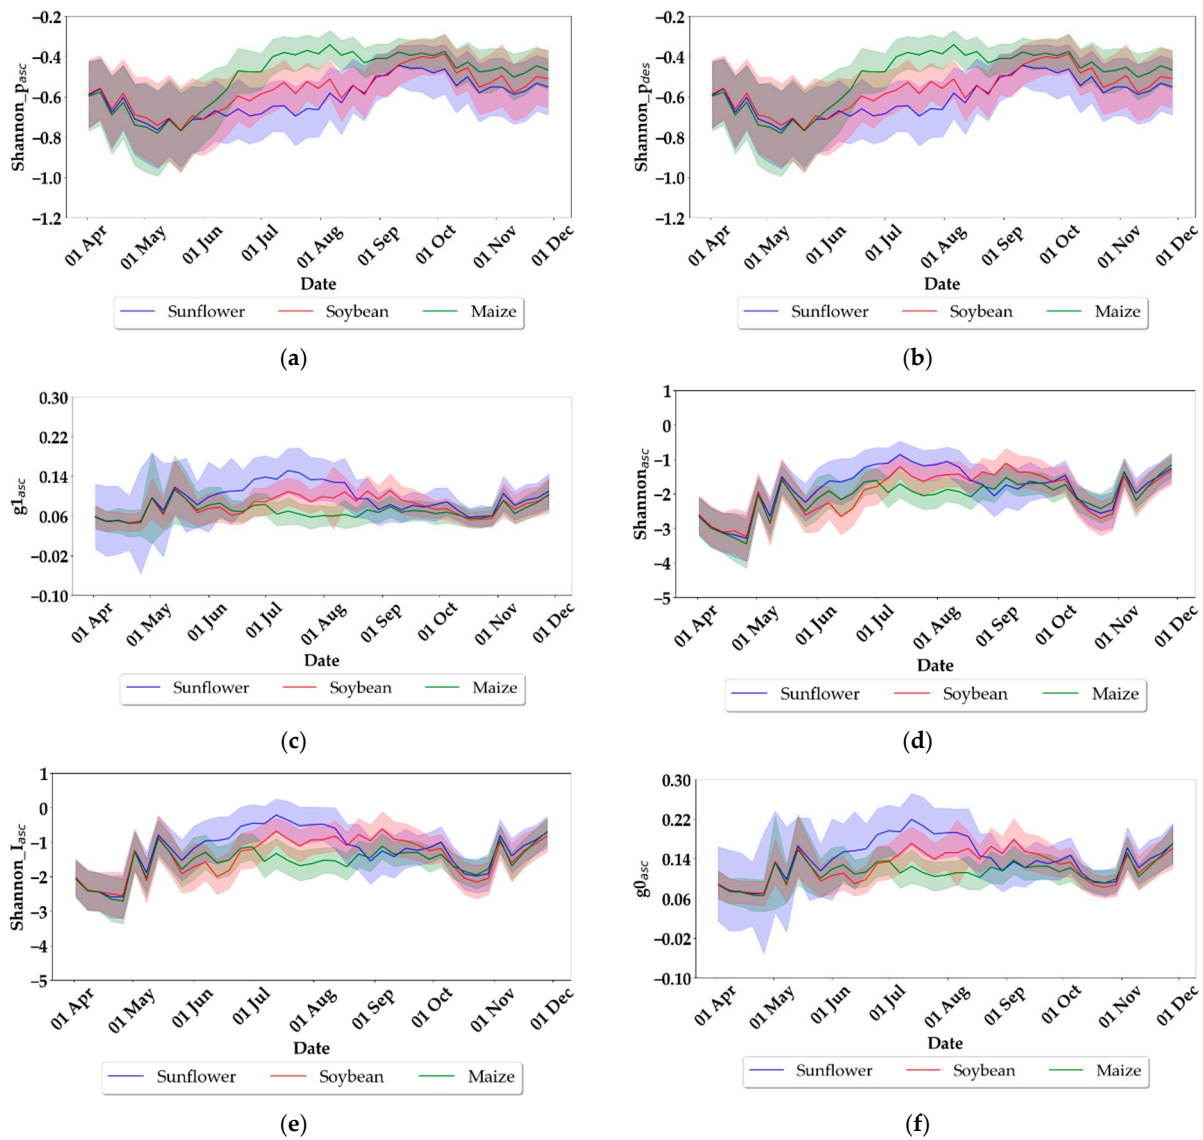 −0.2
−0.4
−0.6
−0.8
−1.0
−1.2
Shannon_p_asc
01 Apr
01 May
01 Jun
01 Jul
01 Aug
01 Sep
01 Oct
01 Nov
01 Dec
Date
Sunflower Soybean Maize
(a)
−0.2
−0.4
−0.6
−0.8
−1.0
−1.2
Shannon_p_des
01 Apr
01 May
01 Jun
01 Jul
01 Aug
01 Sep
01 Oct
01 Nov
01 Dec
Date
Sunflower Soybean Maize
(b)
0.30
0.22
0.14
0.06
−0.02
−0.10
g1_asc
01 Apr
01 May
01 Jun
01 Jul
01 Aug
01 Sep
01 Oct
01 Nov
01 Dec
Date
Sunflower Soybean Maize
(c)
1
0
−1
−2
−3
−4
−5
Shannon_asc
01 Apr
01 May
01 Jun
01 Jul
01 Aug
01 Sep
01 Oct
01 Nov
01 Dec
Date
Sunflower Soybean Maize
(d)
1
0
−1
−2
−3
−4
−5
Shannon_I_asc
01 Apr
01 May
01 Jun
01 Jul
01 Aug
01 Sep
01 Oct
01 Nov
01 Dec
Date
Sunflower Soybean Maize
(e)
0.30
0.22
0.14
0.06
−0.02
−0.10
g0_asc
01 Apr
01 May
01 Jun
01 Jul
01 Aug
01 Sep
01 Oct
01 Nov
01 Dec
Date
Sunflower Soybean Maize
(f)